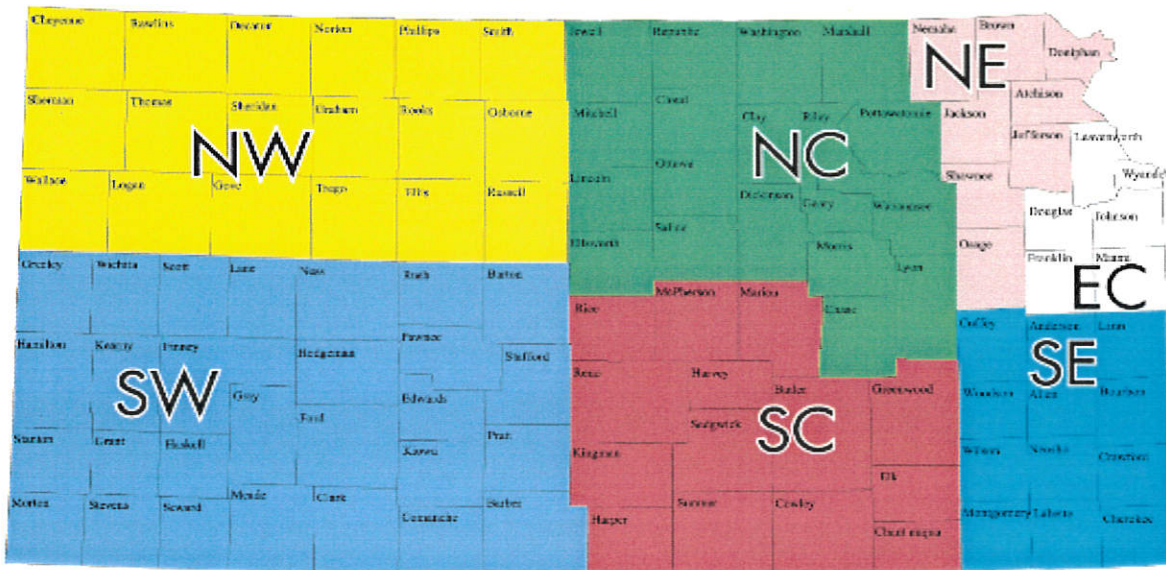 Cheyenne Rawlins Decatur Norton Phillips Smith Jewell Republic Washington Marshall Nemaha Brown
Doniphan
NE
Sherman Thomas Sheridan Graham Rooks Osborne Mitchell Cloud Clay Riley Pottawatomie Jackson Atchison
Jefferson Leavenworth
NW
NC
Ottawa
Wyandot
Wallace Logan Gove Trego Ellis Russell Lincoln Dickinson Geary Wabaunsee Shawnee
Douglas Johnson
Ellsworth Saline Morris Lyon Osage
Franklin Miami
EC
Greeley Wichita Scott Lane Ness Rush Barton
Rice McPherson Marion Chase
Coffey Anderson Linn
Hamilton Kearny Finney Hodgeman Pawnee Stafford
SE
SW
Gray Edwards
Reno Harvey Butler Greenwood
Woodson Allen Bourbon
Ford
SC
Sedgwick
Stanton Grant Haskell Kiowa Pratt
Kingman Elk
Wilson Neosho Crawford
Morton Stevens Seward Meade Clark Comanche Barber
Harper Sumner Cowley Chautauqua
Montgomery Labette Cherokee